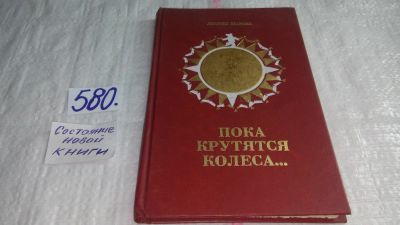 580.
Состояние
новой
книги
ПОКА
КРУТЯТСЯ
КОЛЕСА...